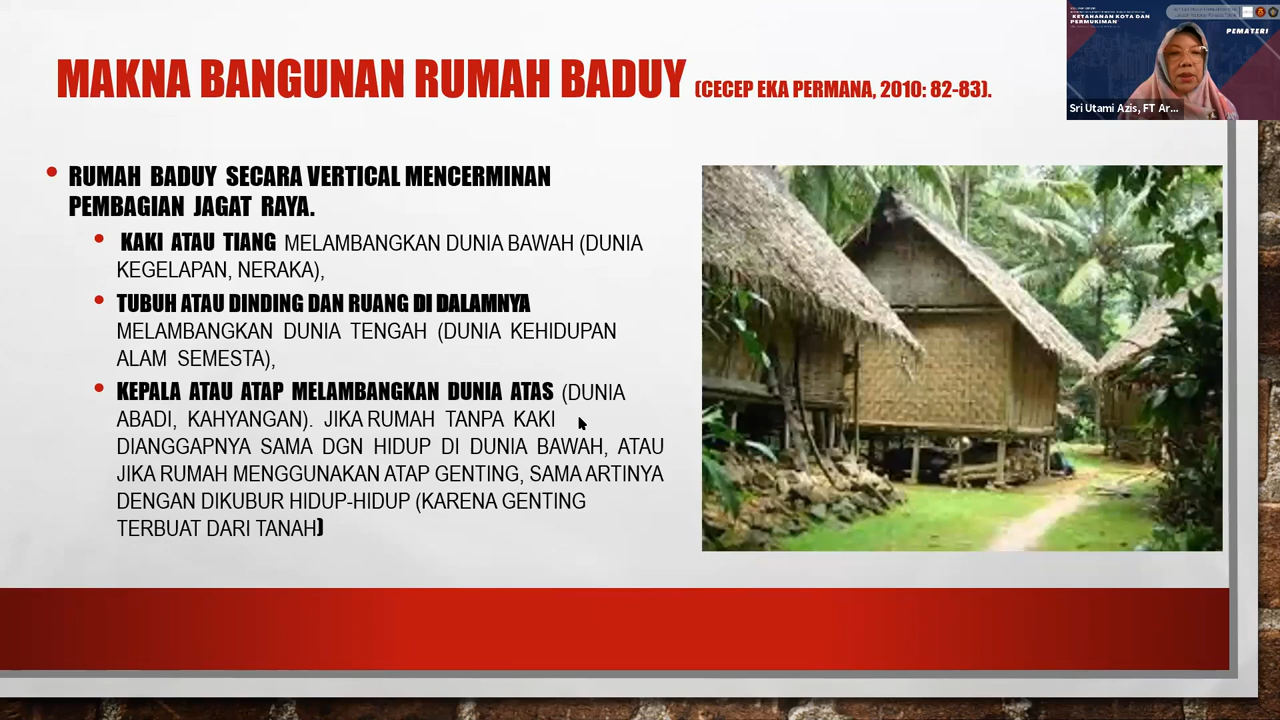 MAKNA BANGUNAN RUMAH BADUY (CECEP EKA PERMANA, 2010: 82-83).
RUMAH BADUY SECARA VERTICAL MENCERMINAN
PEMBAGIAN JAGAT RAYA.
KAKI ATAU TIANG MELAMBANGKAN DUNIA BAWAH (DUNIA
KEGELAPAN, NERAKA),
TUBUH ATAU DINDING DAN RUANG DI DALAMNYA
MELAMBANGKAN DUNIA TENGAH (DUNIA KEHIDUPAN
ALAM SEMESTA),
KEPALA ATAU ATAP MELAMBANGKAN DUNIA ATAS (DUNIA
ABADI, KAHYANGAN). JIKA RUMAH TANPA KAKI
DIANGGAPNYA SAMA DGN HIDUP DI DUNIA BAWAH, ATAU
JIKA RUMAH MENGGUNAKAN ATAP GENTING, SAMA ARTINYA
DENGAN DIKUBUR HIDUP-HIDUP (KARENA GENTING
TERBUAT DARI TANAH)
KETAHANAN KOTA DAN
PERMUKIMAN
PEMATERI
Sri Utami Azis, FT Ar...